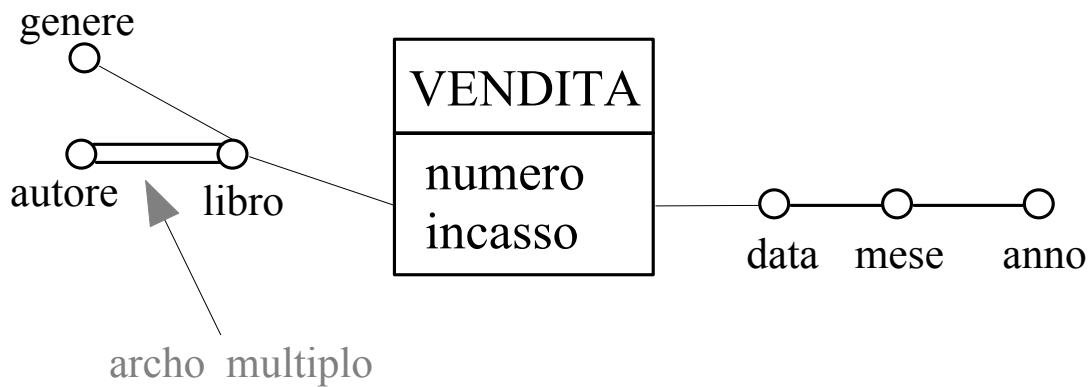 genere
VENDITA
numero
incasso
autore
libro
data
mese
anno
archo multiplo